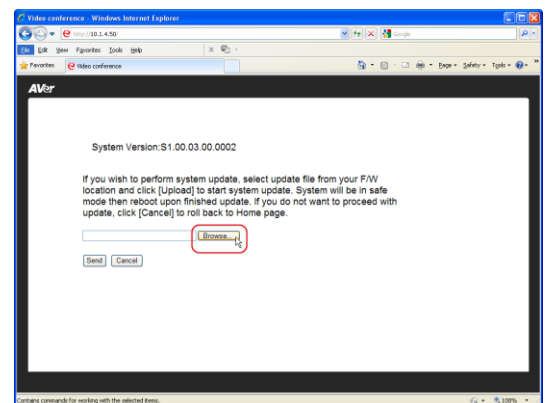 Video conference - Windows Internet Explorer
http://10.1.4.50/
Google
File Edit View Favorites Tools Help
Favorites Video conference
Page Safety Tools
AVer
System Version:S1.00.03.00.0002
If you wish to perform system update, select update file from your F/W
location and click [Upload] to start system update. System will be in safe
mode then reboot upon finished update. If you do not want to proceed with
update, click [Cancel] to roll back to Home page.
Browse...
Send Cancel
Contains commands for working with the selected items.
100%